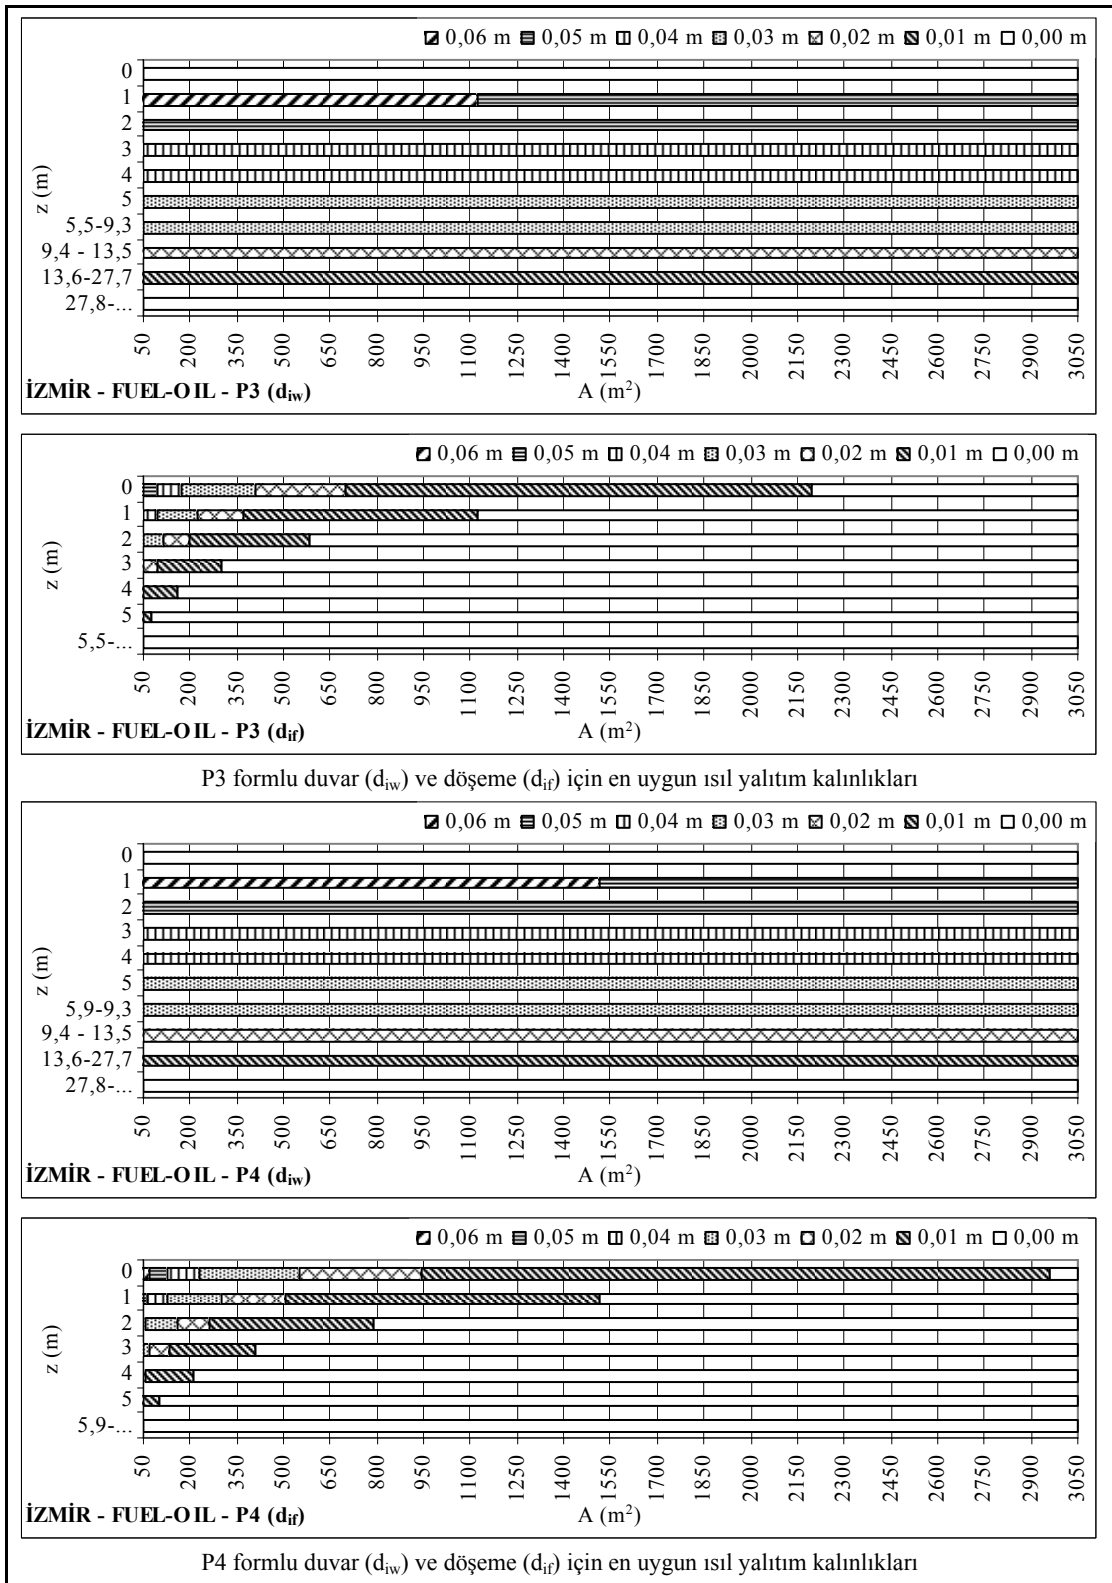 0,06 m 0,05 m 0,04 m 0,03 m 0,02 m 0,01 m 0,00 m
z (m)
0
1
2
3
4
5
5,5-9,3
9,4 - 13,5
13,6-27,7
27,8-...
50 200 350 500 650 800 950 1100 1250 1400 1550 1700 1850 2000 2150 2300 2450 2600 2750 2900 3050
İZMİR - FUEL-OIL - P3 (diw) A (m²)
0,06 m 0,05 m 0,04 m 0,03 m 0,02 m 0,01 m 0,00 m
z (m)
0
1
2
3
4
5
5,5-...
50 200 350 500 650 800 950 1100 1250 1400 1550 1700 1850 2000 2150 2300 2450 2600 2750 2900 3050
İZMİR - FUEL-OIL - P3 (dif) A (m²)
P3 formlu duvar (diw) ve döşeme (dif) için en uygun ısıl yalıtım kalınlıkları
0,06 m 0,05 m 0,04 m 0,03 m 0,02 m 0,01 m 0,00 m
z (m)
0
1
2
3
4
5
5,9-9,3
9,4 - 13,5
13,6-27,7
27,8-...
50 200 350 500 650 800 950 1100 1250 1400 1550 1700 1850 2000 2150 2300 2450 2600 2750 2900 3050
İZMİR - FUEL-OIL - P4 (diw) A (m²)
0,06 m 0,05 m 0,04 m 0,03 m 0,02 m 0,01 m 0,00 m
z (m)
0
1
2
3
4
5
5,9-...
50 200 350 500 650 800 950 1100 1250 1400 1550 1700 1850 2000 2150 2300 2450 2600 2750 2900 3050
İZMİR - FUEL-OIL - P4 (dif) A (m²)
P4 formlu duvar (diw) ve döşeme (dif) için en uygun ısıl yalıtım kalınlıkları